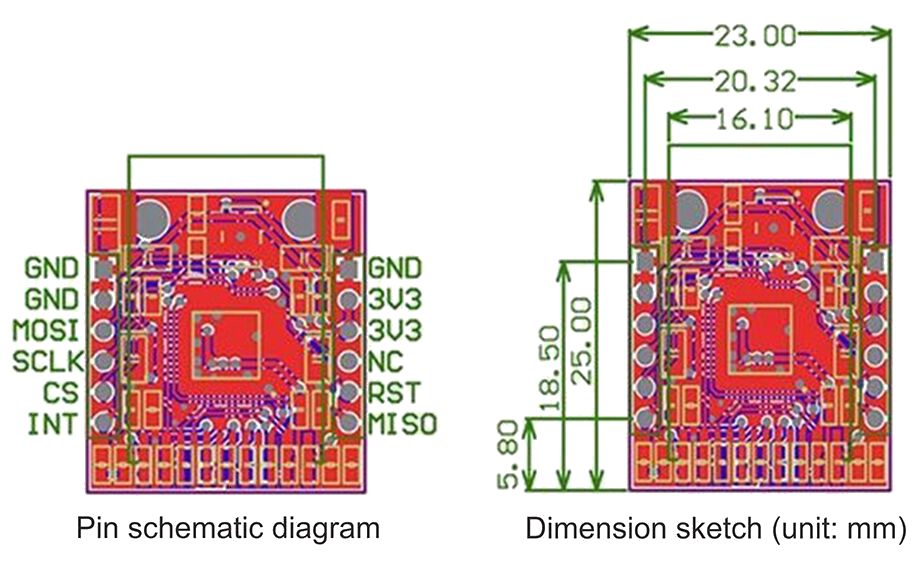 23.00
20.32
16.10
GND GND
GND 3V3
MOSI 3V3
SCLK NC
CS RST
INT MISO
18.50
25.00
5.80
Pin schematic diagram
Dimension sketch (unit: mm)